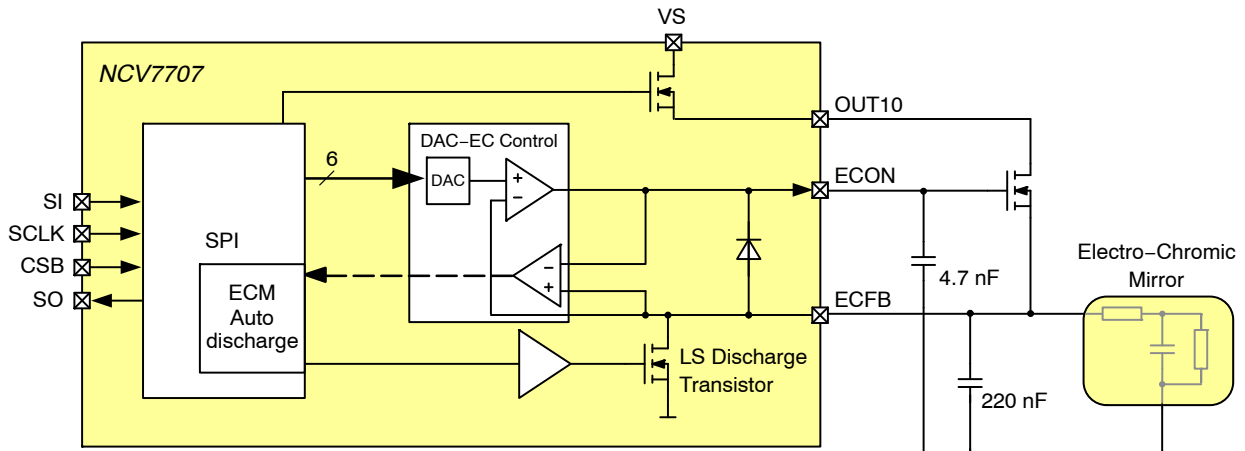 VS
NCV7707
OUT10
DAC−EC Control
6
DAC
+
−
ECON
SI
SCLK
SPI
CSB
−
+
Electro−Chromic
Mirror
4.7 nF
SO
ECM
Auto
discharge
ECFB
LS Discharge
Transistor
220 nF